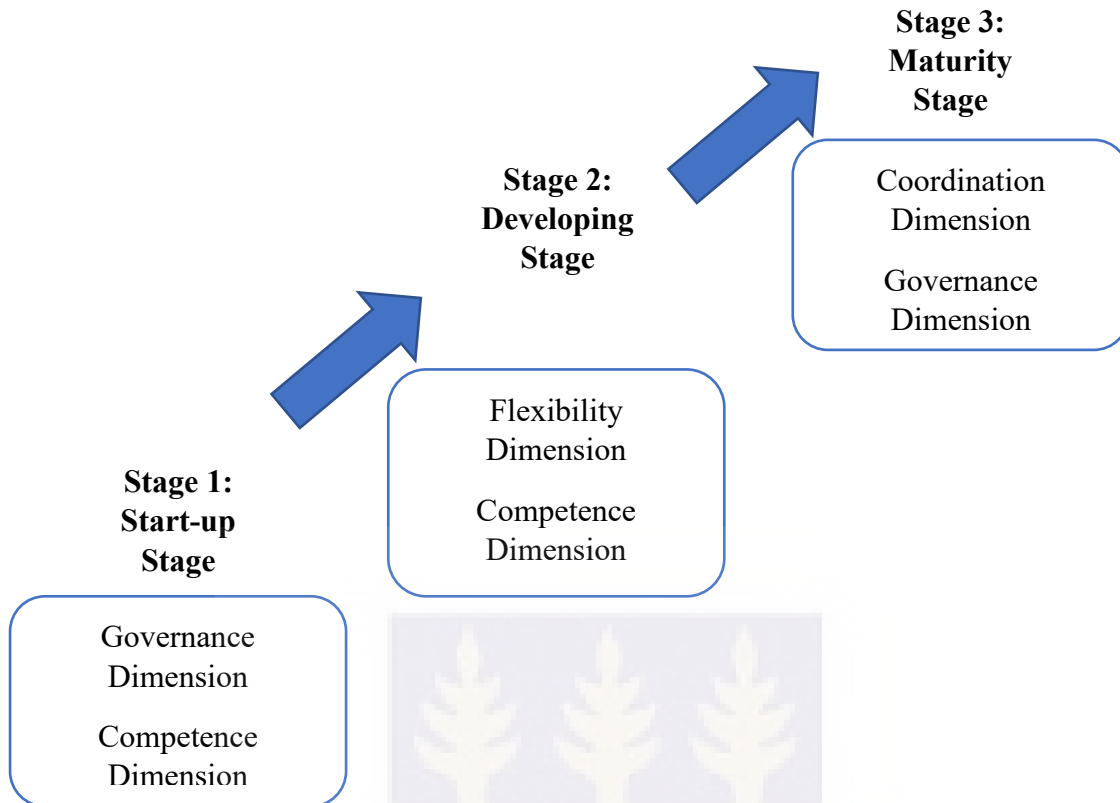 Stage 3:
Maturity
Stage
Coordination
Dimension
Governance
Dimension
Stage 2:
Developing
Stage
Flexibility
Dimension
Competence
Dimension
Stage 1:
Start-up
Stage
Governance
Dimension
Competence
Dimension